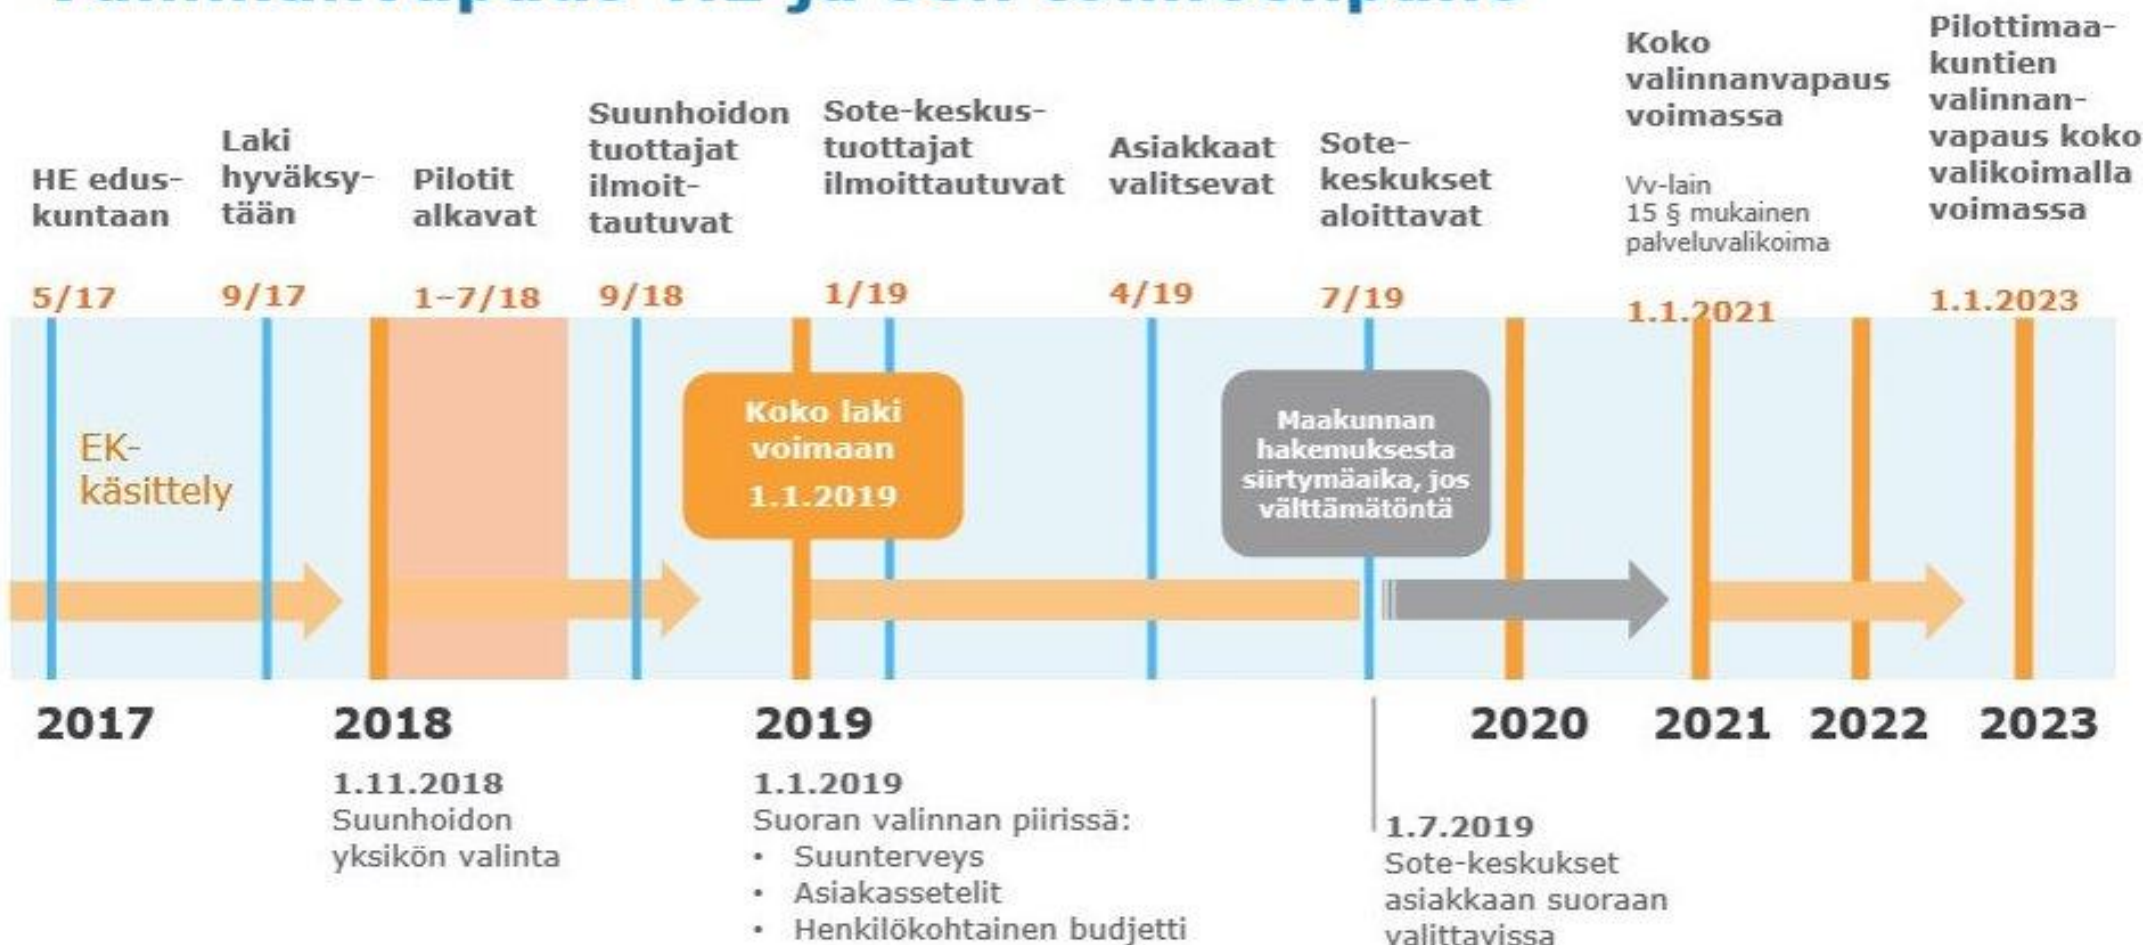 HE edus-
kuntaan
5/17
Laki
hyväksy-
tään
9/17
Pilotit
alkavat
1–7/18
Suunhoidon
tuottajat
ilmoit-
tautuvat
9/18
Sote-keskus-
tuottajat
ilmoittautuvat
1/19
Asiakkaat
valitsevat
4/19
Sote-
keskukset
aloittavat
7/19
Koko
valinnanvapaus
voimassa
Vv-lain
15 § mukainen
palveluvalikoima
1.1.2021
Pilottimaa-
kuntien
valinnan-
vapaus koko
valikoimalla
voimassa
1.1.2023
EK-
käsittely
Koko laki
voimaan
1.1.2019
Maakunnan
hakemuksesta
siirtymäaika, jos
välttämätöntä
2017
2018
2019
2020
2021
2022
2023
1.11.2018
Suunhoidon
yksikön valinta
1.1.2019
Suoran valinnan piirissä:
• Suunterveys
• Asiakassetelit
• Henkilökohtainen budjetti
1.7.2019
Sote-keskukset
asiakkaan suoraan
valittavissa